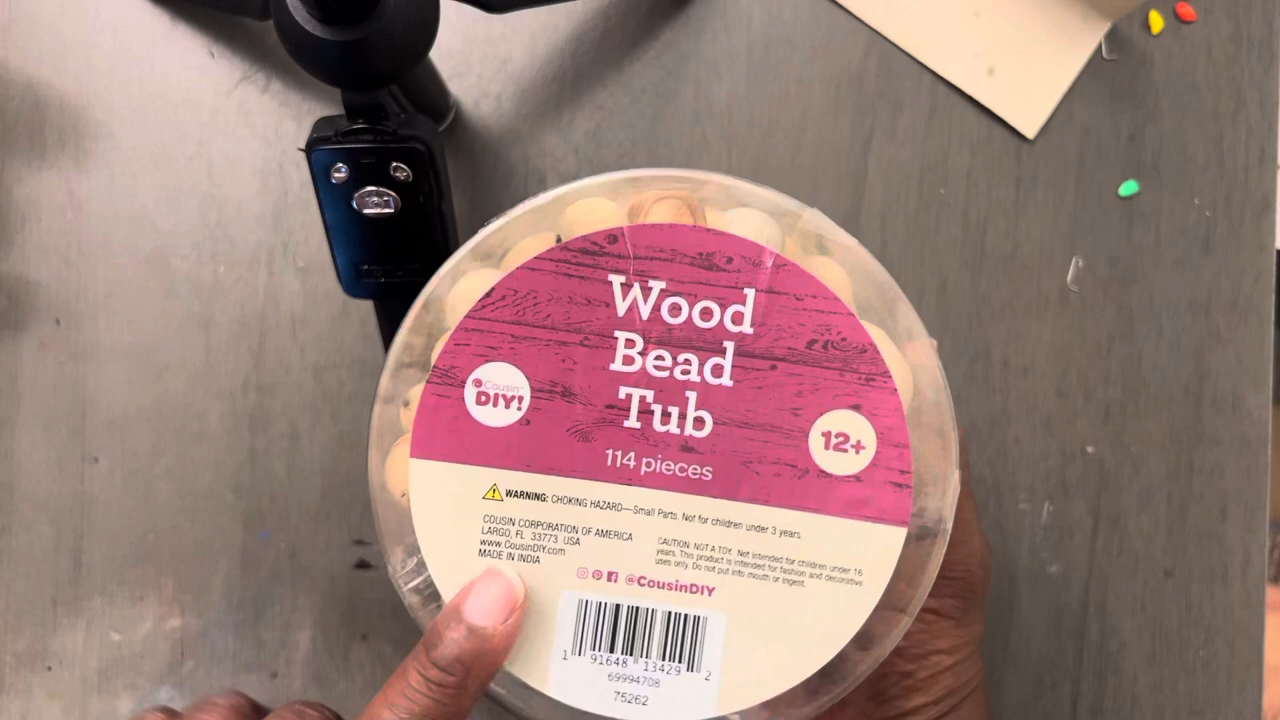 Wood
Bead
Tub
114 pieces
Cousin
DIY!
12+
WARNING: CHOKING HAZARD—Small Parts. Not for children under 3 years.
COUSIN CORPORATION OF AMERICA
LARGO, FL 33773 USA
www.CousinDIY.com
MADE IN INDIA
CAUTION: NOT A TOY. Not intended for children under 16
years. This product is intended for fashion and decorative
uses only. Do not put into mouth or ingest.
@CousinDIY
1 91648 13429 2
69994708
75262